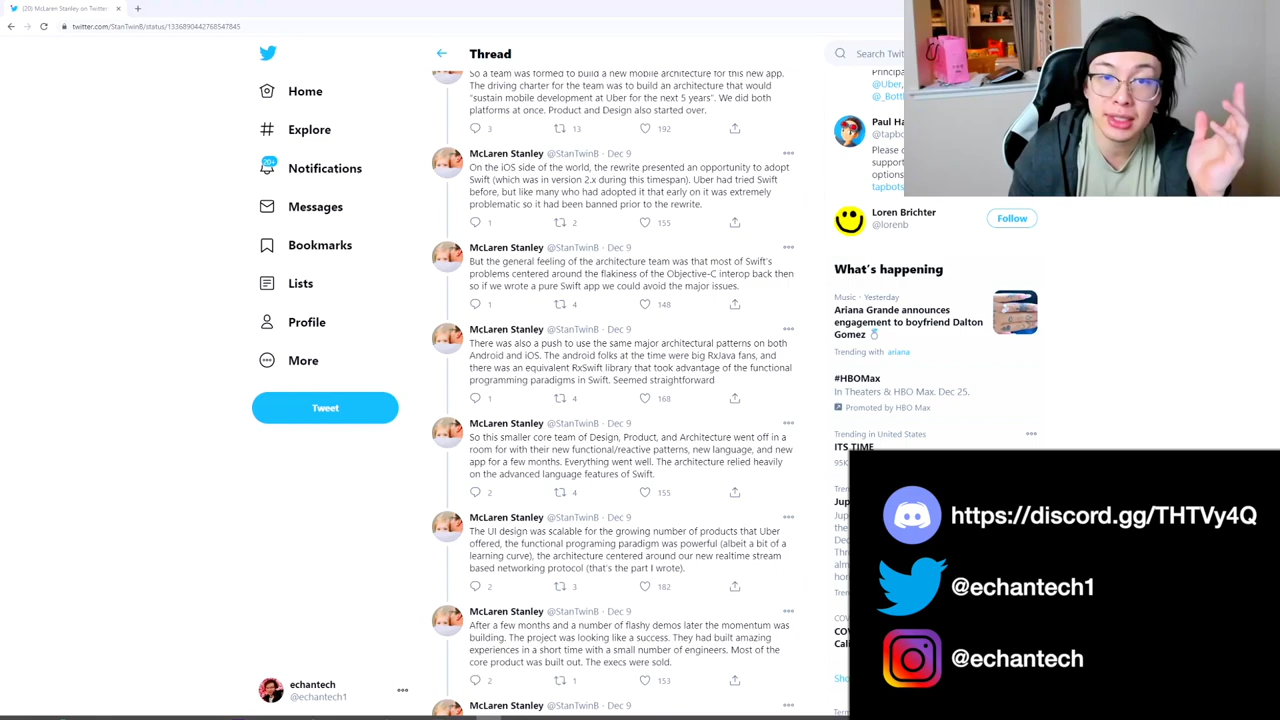 (20) McLaren Stanley on Twitter
twitter.com/StanTwinB/status/1336890442768547845
Home
Explore
20+
Notifications
Messages
Bookmarks
Lists
Profile
More
Tweet
echantech
@echantech1
Thread
So a team was formed to build a new mobile architecture for this new app.
The driving charter for the team was to build an architecture that would
"sustain mobile development at Uber for the next 5 years". We did both
platforms at once. Product and Design also started over.
3 13 192
McLaren Stanley @StanTwinB · Dec 9
On the iOS side of the world, the rewrite presented an opportunity to adopt
Swift (which was in version 2.x during this timespan). Uber had tried Swift
before, but like many who had adopted it that early on it was extremely
problematic so it had been banned prior to the rewrite.
1 2 155
McLaren Stanley @StanTwinB · Dec 9
But the general feeling of the architecture team was that most of Swift's
problems centered around the flakiness of the Objective-C interop back then
so if we wrote a pure Swift app we could avoid the major issues.
1 4 148
McLaren Stanley @StanTwinB · Dec 9
There was also a push to use the same major architectural patterns on both
Android and iOS. The android folks at the time were big RxJava fans, and
there was an equivalent RxSwift library that took advantage of the functional
programming paradigms in Swift. Seemed straightforward
1 4 168
McLaren Stanley @StanTwinB · Dec 9
So this smaller core team of Design, Product, and Architecture went off in a
room for with their new functional/reactive patterns, new language, and new
app for a few months. Everything went well. The architecture relied heavily
on the advanced language features of Swift.
2 4 155
McLaren Stanley @StanTwinB · Dec 9
The UI design was scalable for the growing number of products that Uber
offered, the functional programing paradigm was powerful (albeit a bit of a
learning curve), the architecture centered around our new realtime stream
based networking protocol (that's the part I wrote).
2 3 182
McLaren Stanley @StanTwinB · Dec 9
After a few months and a number of flashy demos later the momentum was
building. The project was looking like a success. They had built amazing
experiences in a short time with a small number of engineers. Most of the
core product was built out. The execs were sold.
2 1 153
McLaren Stanley @StanTwinB · Dec 9
Search Twit
Princip
@Uber,
@_Bottl
Paul Ha
@tapbo
Please c
support
options
tapbots
Loren Brichter
@lorenb
Follow
What's happening
Music · Yesterday
Ariana Grande announces
engagement to boyfriend Dalton
Gomez
Trending with ariana
#HBOMax
In Theaters & HBO Max. Dec 25.
Promoted by HBO Max
Trending in United States
ITS TIME
95K
https://discord.gg/THTVy4Q
@echantech1
@echantech